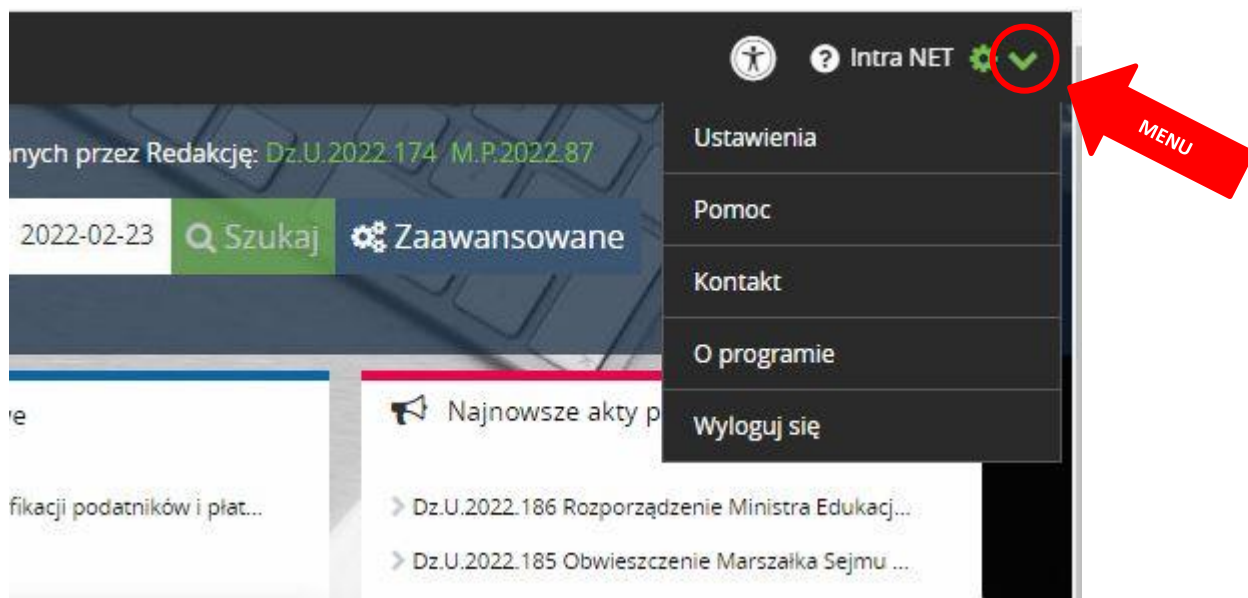 Intra NET
MENU
Ustawienia
Pomoc
Kontakt
O programie
Wyloguj się
nych przez Redakcję: Dz.U.2022.174 M.P.2022.87
2022-02-23 Szukaj Zaawansowane
Najnowsze akty p
fikacji podatników i płat...
Dz.U.2022.186 Rozporządzenie Ministra Edukacj...
Dz.U.2022.185 Obwieszczenie Marszałka Sejmu ...